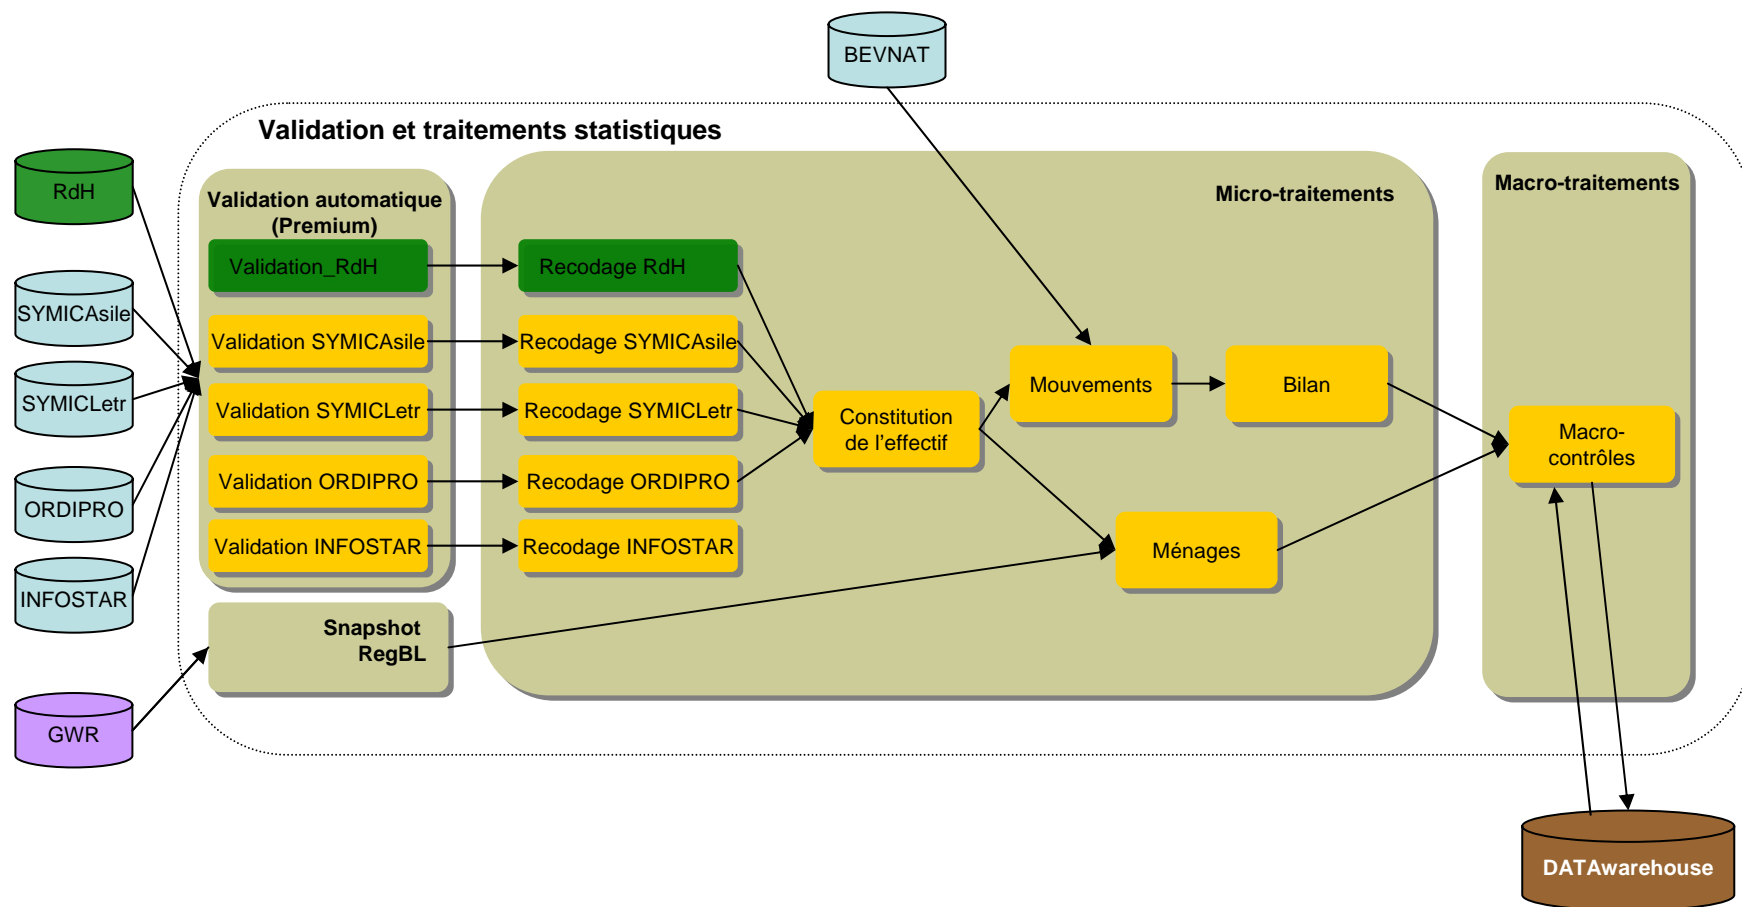 BEVNAT
Validation et traitements statistiques
RdH
SYMICAsile
SYMICLetr
ORDIPRO
INFOSTAR
GWR
Validation automatique
(Premium)
Validation_RdH
Validation SYMICAsile
Validation SYMICLetr
Validation ORDIPRO
Validation INFOSTAR
Snapshot
RegBL
Micro-traitements
Recodage RdH
Recodage SYMICAsile
Recodage SYMICLetr
Recodage ORDIPRO
Recodage INFOSTAR
Constitution
de l'effectif
Mouvements
Bilan
Ménages
Macro-traitements
Macro-
contrôles
DATAwarehouse